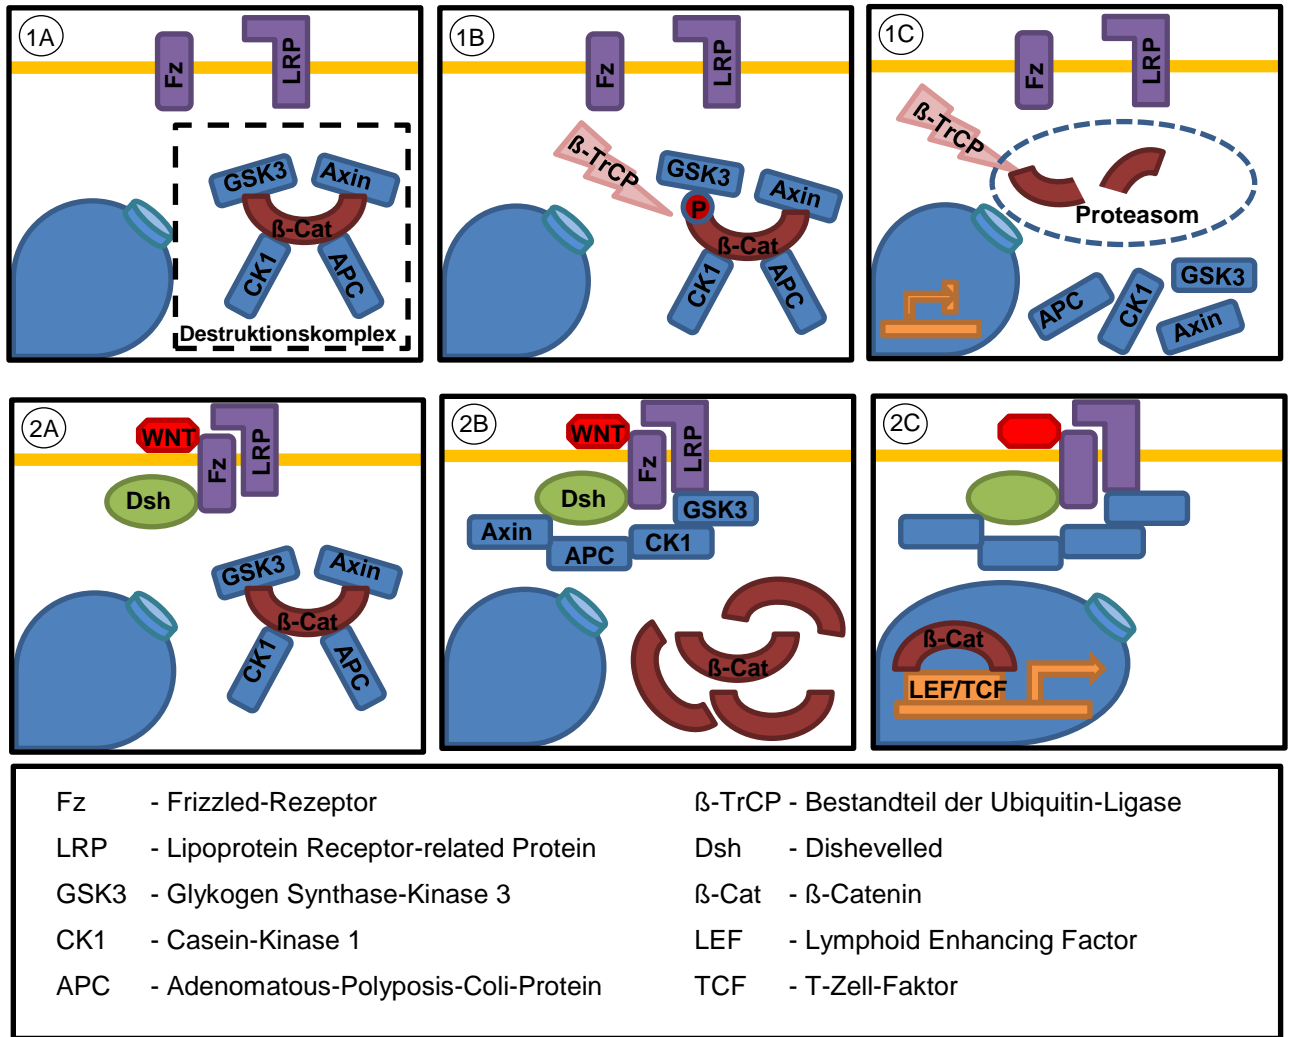 1A
Fz
LRP
GSK3
Axin
ß-Cat
CK1
APC
Destruktionskomplex
1B
Fz
LRP
ß-TrCP
GSK3
Axin
P
ß-Cat
CK1
APC
1C
Fz
LRP
ß-TrCP
Proteasom
APC
CK1
GSK3
Axin
2A
WNT
Fz
LRP
Dsh
GSK3
Axin
ß-Cat
CK1
APC
2B
WNT
Fz
LRP
Dsh
GSK3
Axin
APC
CK1
ß-Cat
2C
ß-Cat
LEF/TCF
Fz - Frizzled-Rezeptor
LRP - Lipoprotein Receptor-related Protein
GSK3 - Glykogen Synthase-Kinase 3
CK1 - Casein-Kinase 1
APC - Adenomatous-Polyposis-Coli-Protein
ß-TrCP - Bestandteil der Ubiquitin-Ligase
Dsh - Dishevelled
ß-Cat - ß-Catenin
LEF - Lymphoid Enhancing Factor
TCF - T-Zell-Faktor